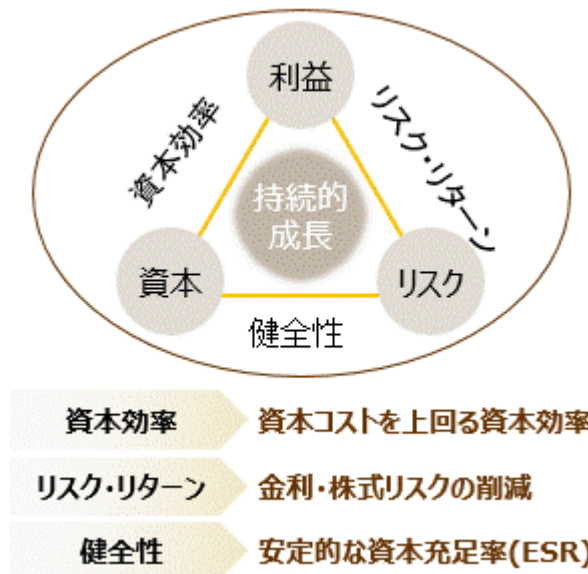 利益
資本効率
リスク・リターン
持続的
成長
資本
リスク
健全性
資本効率
資本コストを上回る資本効率
リスク・リターン
金利・株式リスクの削減
健全性
安定的な資本充足率(ESR)